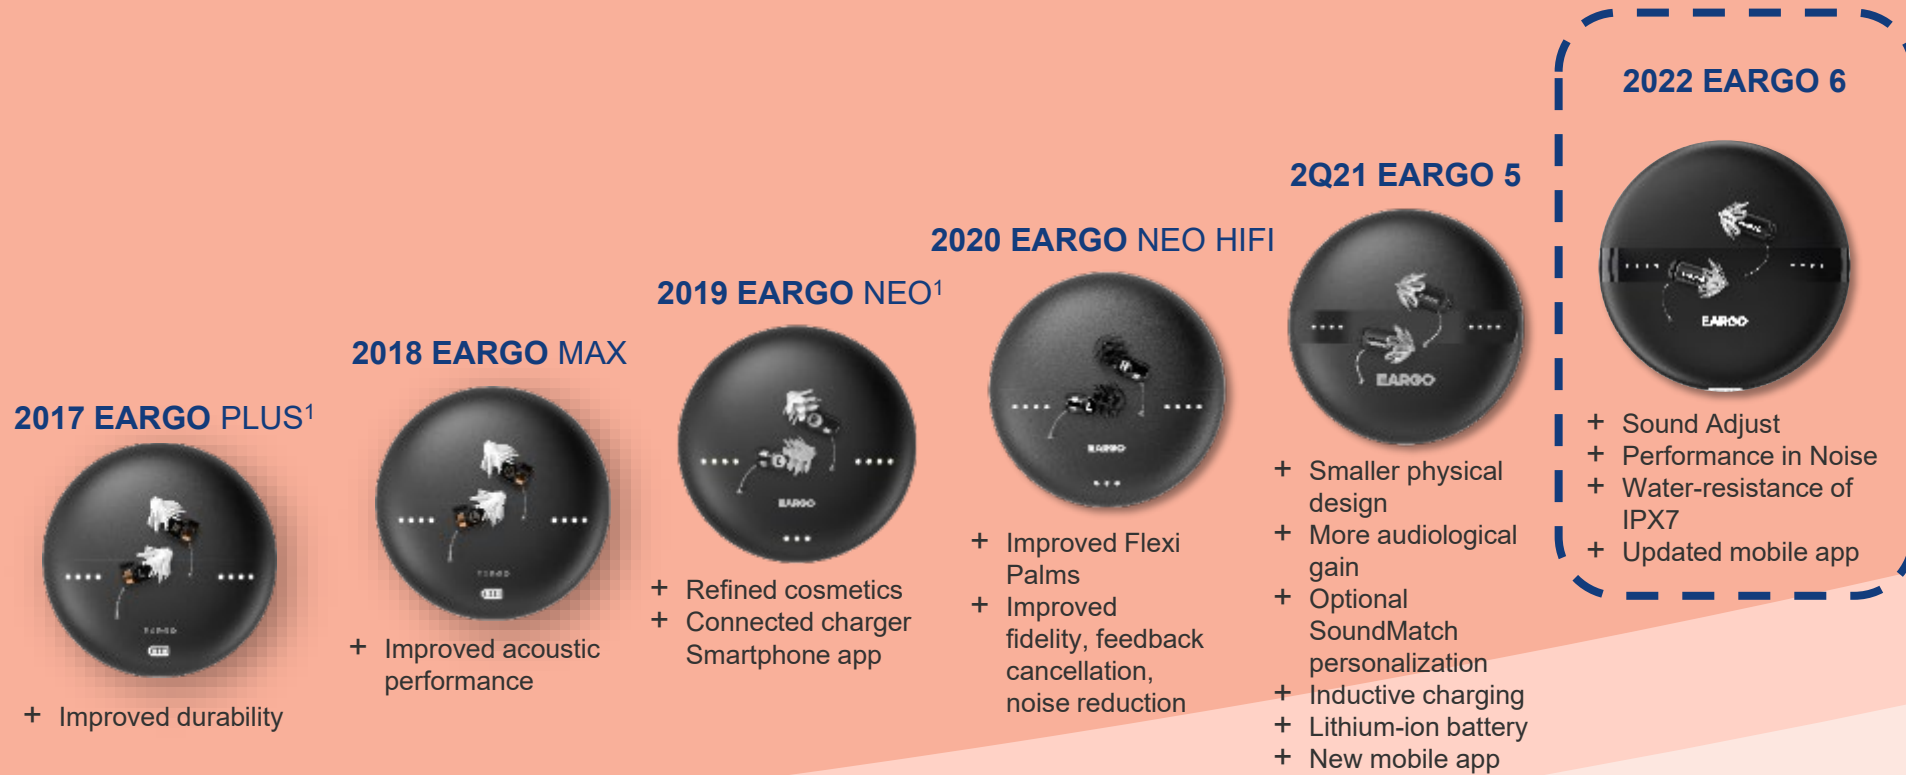 2017 EARGO PLUS¹
+ Improved durability
2018 EARGO MAX
+ Improved acoustic
performance
2019 EARGO NEO¹
EARGO
+ Refined cosmetics
+ Connected charger
Smartphone app
2020 EARGO NEO HIFI
EARGO
+ Improved Flexi
Palms
+ Improved
fidelity, feedback
cancellation,
noise reduction
2Q21 EARGO 5
EARGO
+ Smaller physical
design
+ More audiological
gain
+ Optional
SoundMatch
personalization
+ Inductive charging
+ Lithium-ion battery
+ New mobile app
2022 EARGO 6
EARGO
+ Sound Adjust
+ Performance in Noise
+ Water-resistance of
IPX7
+ Updated mobile app